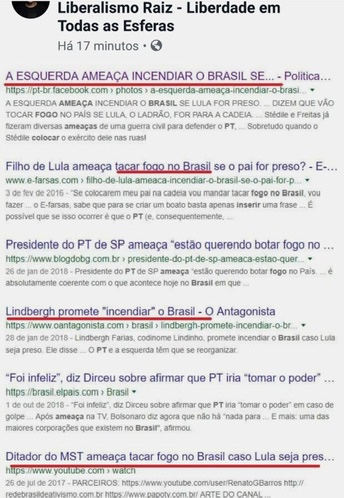 Liberalismo Raiz - Liberdade em
Todas as Esferas
Há 17 minutos •
A ESQUERDA AMEAÇA INCENDIAR O BRASIL SE... - Politica…
https://pt-br.facebook.com › photos › a-esquerda-ameaça-incendiar-o-brasi...
A ESQUERDA AMEAÇA INCENDIAR O BRASIL SE LULA FOR PRESO. ... DIZEM QUE VÃO
TOCAR FOGO NO PAÍS SE LULA, O LADRÃO, FOR PARA A CADEIA. ... Stédile e Freitas já
fizeram diversas ameaças de uma guerra civil para defender o PT, ... Sobretudo quando o
Stédile colocar o exército dele nas ruas!
Filho de Lula ameaça tacar fogo no Brasil se o pai for preso? - E-…
www.e-farsas.com › filho-de-lula-ameaca-incendiar-o-brasil-se-o-pai-for-p...
3 de fev de 2016 - "Se colocarem meu pai na cadeia vou mandar tacar fogo no Brasil, vou
fazer ... o E-farsas, sabe que para se criar um boato basta apenas inserir uma frase ... É
possível que se isso ocorrer é que o PT (e, consequentemente, ...
Presidente do PT de SP ameaça “estão querendo botar fogo no …
https://www.blogdobg.com.br › presidente-do-pt-de-sp-ameaca-estao-quer...
26 de jan de 2018 - Presidente do PT de SP ameaça “estão querendo botar fogo no País. ... é
absolutamente coerente com o que acontece hoje no Brasil em que ...
Lindbergh promete "incendiar" o Brasil - O Antagonista
https://www.oantagonista.com › brasil › lindbergh-promete-incendiar-o-br...
28 de jan de 2018 - Lindbergh Farias, codinome Lindinho, promete incendiar o Brasil caso Lula
seja preso. Ele disse ... O PT e a esquerda têm que se reorganizar.
“Foi infeliz”, diz Dirceu sobre afirmar que PT iria “tomar o poder” …
https://brasil.elpais.com › Brasil
1 de out de 2018 - “Foi infeliz”, diz Dirceu sobre afirmar que PT iria “tomar o poder” em caso de
golpe ... Após ameaça na TV, Bolsonaro diz agora que não há “nada para ... E mais: uma das
maiores corporações que existem no Brasil”, afirmou.
Ditador do MST ameaça tacar fogo no Brasil caso Lula seja pres…
https://www.youtube.com › watch
26 de jul de 2017 - PARCEIROS: https://www.youtube.com/user/RenatoGBarros http://
redebrasildeativismo.com.br https://www.papotv.com.br/ ARTE DO CANAL ...